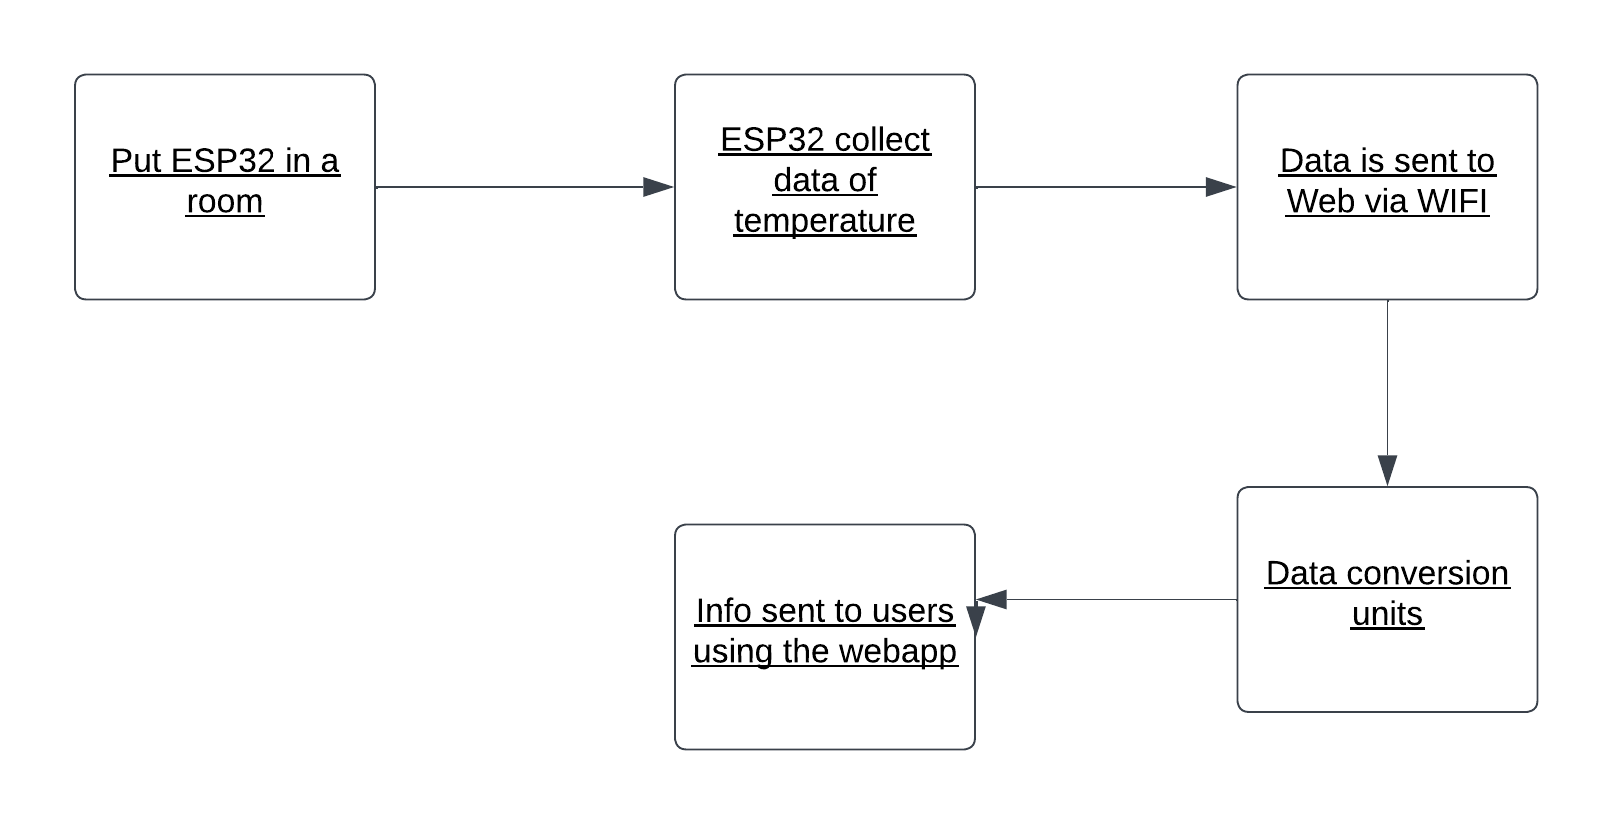 Put ESP32 in a
room
ESP32 collect
data of
temperature
Data is sent to
Web via WIFI
Data conversion
units
Info sent to users
using the webapp